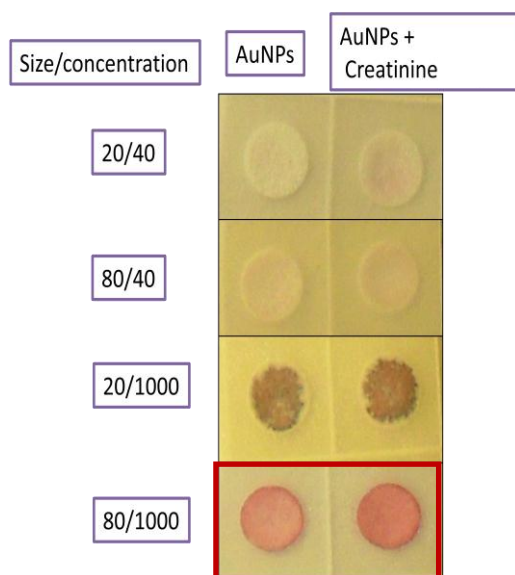 Size/concentration
AuNPs
AuNPs +
Creatinine
20/40
80/40
20/1000
80/1000